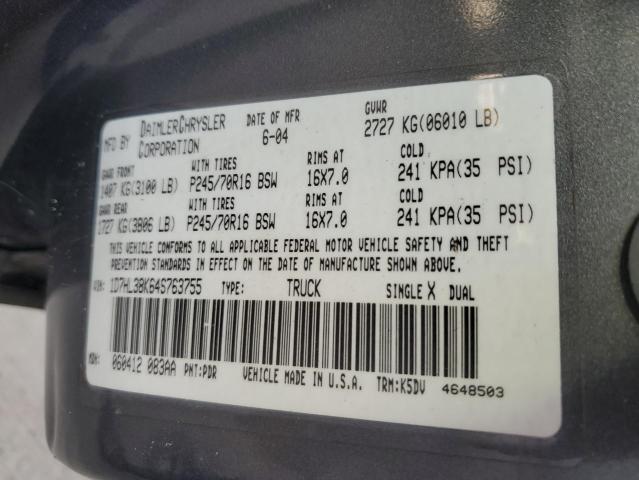 MFD BY DAIMLERCHRYSLER CORPORATION DATE OF MFR 6-04 GVWR 2727 KG(06010 LB)
GAWR FRONT WITH TIRES RIMS AT COLD
1407 KG(3100 LB) P245/70R16 BSW 16X7.0 241 KPA(35 PSI)
GAWR REAR WITH TIRES RIMS AT COLD
1727 KG(3806 LB) P245/70R16 BSW 16X7.0 241 KPA(35 PSI)
THIS VEHICLE CONFORMS TO ALL APPLICABLE FEDERAL MOTOR VEHICLE SAFETY AND THEFT
PREVENTION STANDARDS IN EFFECT ON THE DATE OF MANUFACTURE SHOWN ABOVE.
VIN: 1D7HL38K64S763755 TYPE: TRUCK SINGLE X DUAL
MDH: 060412 083AA PNT:PDR VEHICLE MADE IN U.S.A. TRM:K5DV 4648503